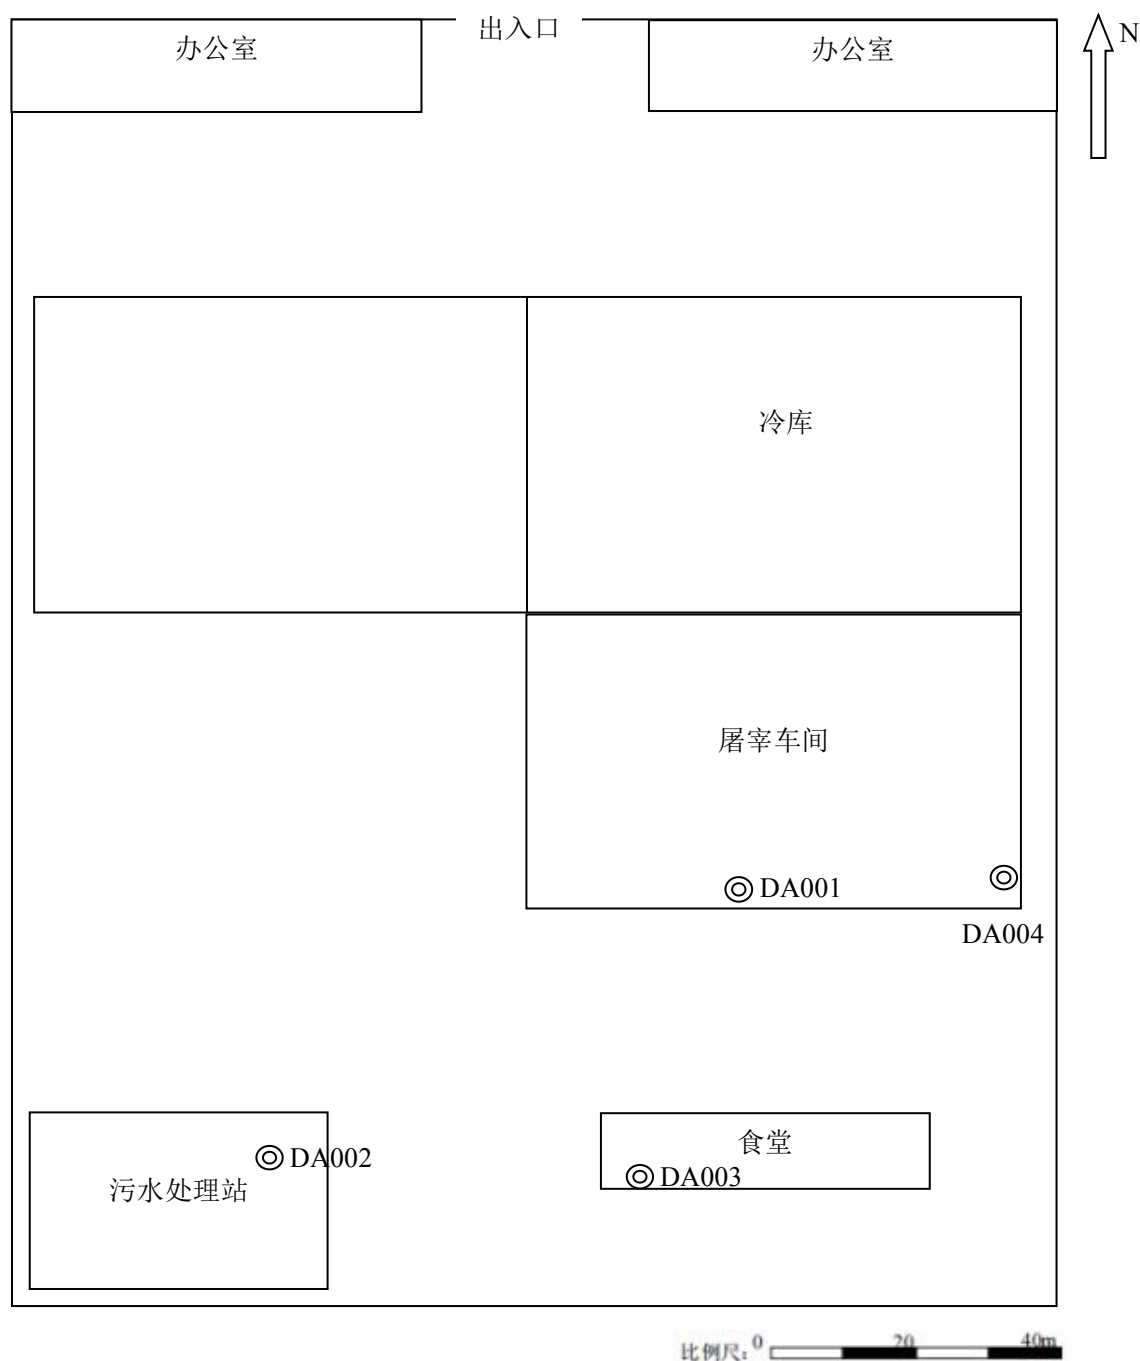 出入口
N
办公室
办公室
冷库
屠宰车间
DA001
DA004
DA002
食堂
DA003
污水处理站
比例尺: 0 20 40m